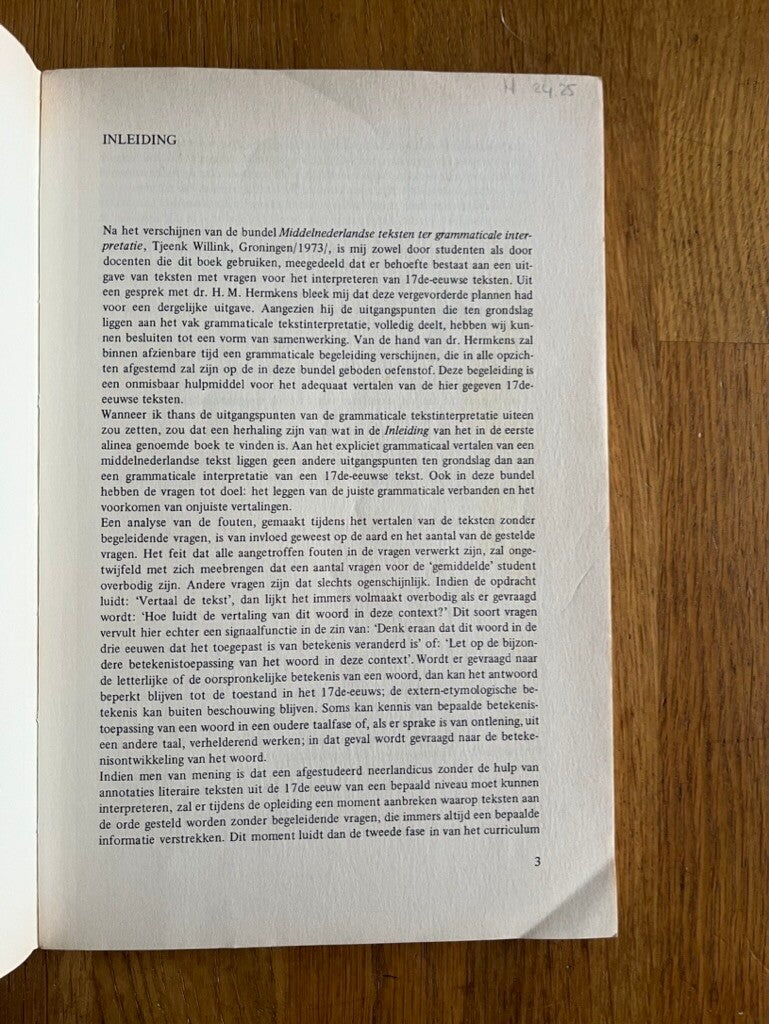 N 24.25
INLEIDING
Na het verschijnen van de bundel Middelnederlandse teksten ter grammaticale inter-
pretatie, Tjeenk Willink, Groningen/1973/, is mij zowel door studenten als door
docenten die dit boek gebruiken, meegedeeld dat er behoefte bestaat aan een uit-
gave van teksten met vragen voor het interpreteren van 17de-eeuwse teksten. Uit
een gesprek met dr. H. M. Hermkens bleek mij dat deze vergevorderde plannen had
voor een dergelijke uitgave. Aangezien hij de uitgangspunten die ten grondslag
liggen aan het vak grammaticale tekstinterpretatie, volledig deelt, hebben wij kun-
nen besluiten tot een vorm van samenwerking. Van de hand van dr. Hermkens zal
binnen afzienbare tijd een grammaticale begeleiding verschijnen, die in alle opzich-
ten afgestemd zal zijn op de in deze bundel geboden oefenstof. Deze begeleiding is
een onmisbaar hulpmiddel voor het adequaat vertalen van de hier gegeven 17de-
eeuwse teksten.
Wanneer ik thans de uitgangspunten van de grammaticale tekstinterpretatie uiteen
zou zetten, zou dat een herhaling zijn van wat in de Inleiding van het in de eerste
alinea genoemde boek te vinden is. Aan het expliciet grammaticaal vertalen van een
middelnederlandse tekst liggen geen andere uitgangspunten ten grondslag dan aan
een grammaticale interpretatie van een 17de-eeuwse tekst. Ook in deze bundel
hebben de vragen tot doel: het leggen van de juiste grammaticale verbanden en het
voorkomen van onjuiste vertalingen.
Een analyse van de fouten, gemaakt tijdens het vertalen van de teksten zonder
begeleidende vragen, is van invloed geweest op de aard en het aantal van de gestelde
vragen. Het feit dat alle aangetroffen fouten in de vragen verwerkt zijn, zal onge-
twijfeld met zich meebrengen dat een aantal vragen voor de ‘gemiddelde’ student
overbodig zijn. Andere vragen zijn dat slechts ogenschijnlijk. Indien de opdracht
luidt: ‘Vertaal de tekst’, dan lijkt het immers volmaakt overbodig als er gevraagd
wordt: ‘Hoe luidt de vertaling van dit woord in deze context?’ Dit soort vragen
vervult hier echter een signaalfunctie in de zin van: ‘Denk eraan dat dit woord in de
drie eeuwen dat het toegepast is van betekenis veranderd is’ of: ‘Let op de bijzon-
dere betekenistoepassing van het woord in deze context’. Wordt er gevraagd naar
de letterlijke of de oorspronkelijke betekenis van een woord, dan kan het antwoord
beperkt blijven tot de toestand in het 17de-eeuws; de extern-etymologische be-
tekenis kan buiten beschouwing blijven. Soms kan kennis van bepaalde betekenis-
toepassing van een woord in een oudere taalfase of, als er sprake is van ontlening, uit
een andere taal, verhelderend werken; in dat geval wordt gevraagd naar de beteke-
nisontwikkeling van het woord.
Indien men van mening is dat een afgestudeerd neerlandicus zonder de hulp van
annotaties literaire teksten uit de 17de eeuw van een bepaald niveau moet kunnen
interpreteren, zal er tijdens de opleiding een moment aanbreken waarop teksten aan
de orde gesteld worden zonder begeleidende vragen, die immers altijd een bepaalde
informatie verstrekken. Dit moment luidt dan de tweede fase in van het curriculum
3